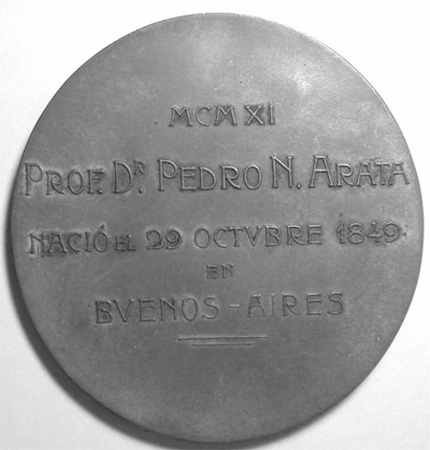 MCMXI
PROF. DR. PEDRO N. ARATA
NACIÓ EL 29 OCTVBRE 1849
EN
BVENOS-AIRES